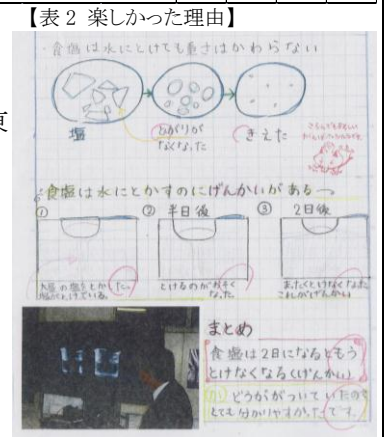 【表2 楽しかった理由】
食塩は水にとけても重さはかわらない
塩
とがりが
なくなった
きえた
食塩は水にとかすのにげんかいがある
① ② 半日後 ③ 2日後
とけるのがおそく
なった
まったくとけなくなった
これがげんかい
まとめ
食塩は2日になるともう
とけなくなる(げんかい)
どうががついていたので
とても分かりやすかったです。